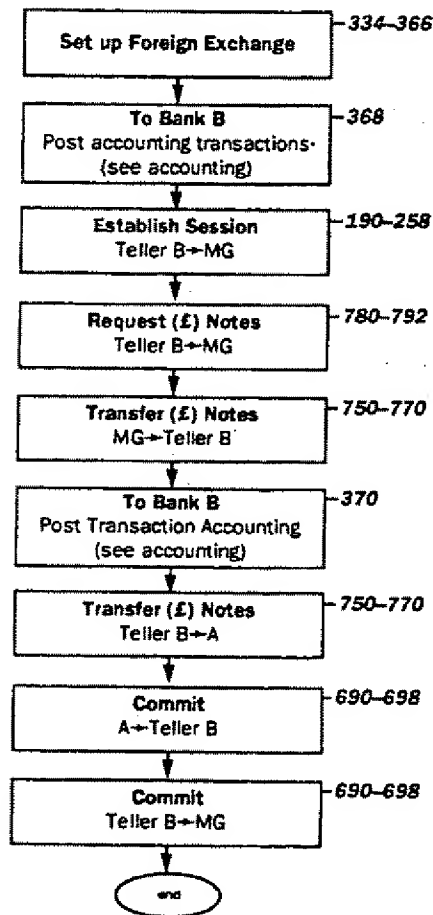 Set up Foreign Exchange
334–366
To Bank B
368
Post accounting transactions·
(see accounting)
Establish Session
190–258
Teller B→MG
Request (£) Notes
780–792
Teller B→MG
Transfer (£) Notes
750–770
MG→Teller B
To Bank B
370
Post Transaction Accounting
(see accounting)
Transfer (£) Notes
750–770
Teller B→A
Commit
690–698
A→Teller B
Commit
690–698
Teller B→MG
end